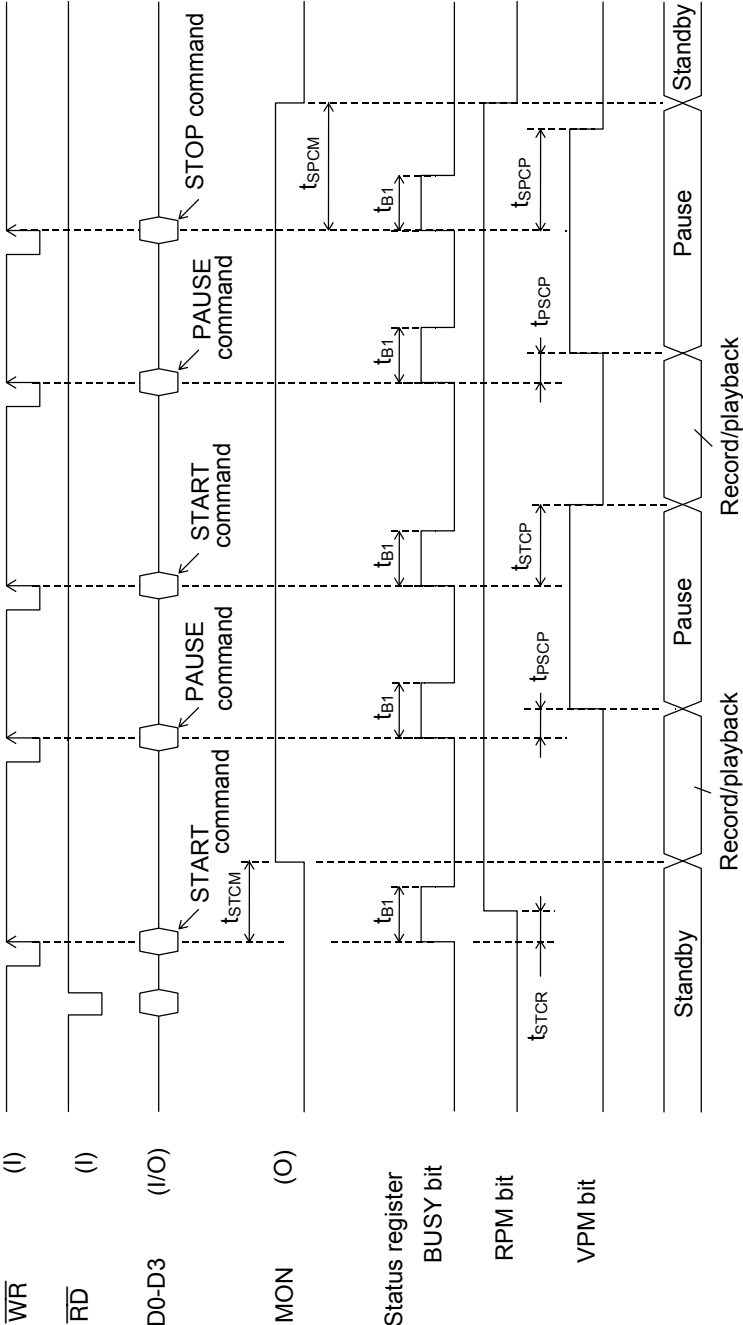 WR (I)
RD (I)
D0-D3 (I/O)
START command
PAUSE command
START command
PAUSE command
STOP command
MON (O)
tSTCM
tSPCM
Status register
BUSY bit
tB1
tB1
tB1
tB1
tB1
RPM bit
tSTCR
tPSCP
tSTCP
tPSCP
tSPCP
VPM bit
Standby
Pause
Pause
Standby
Record/playback
Record/playback